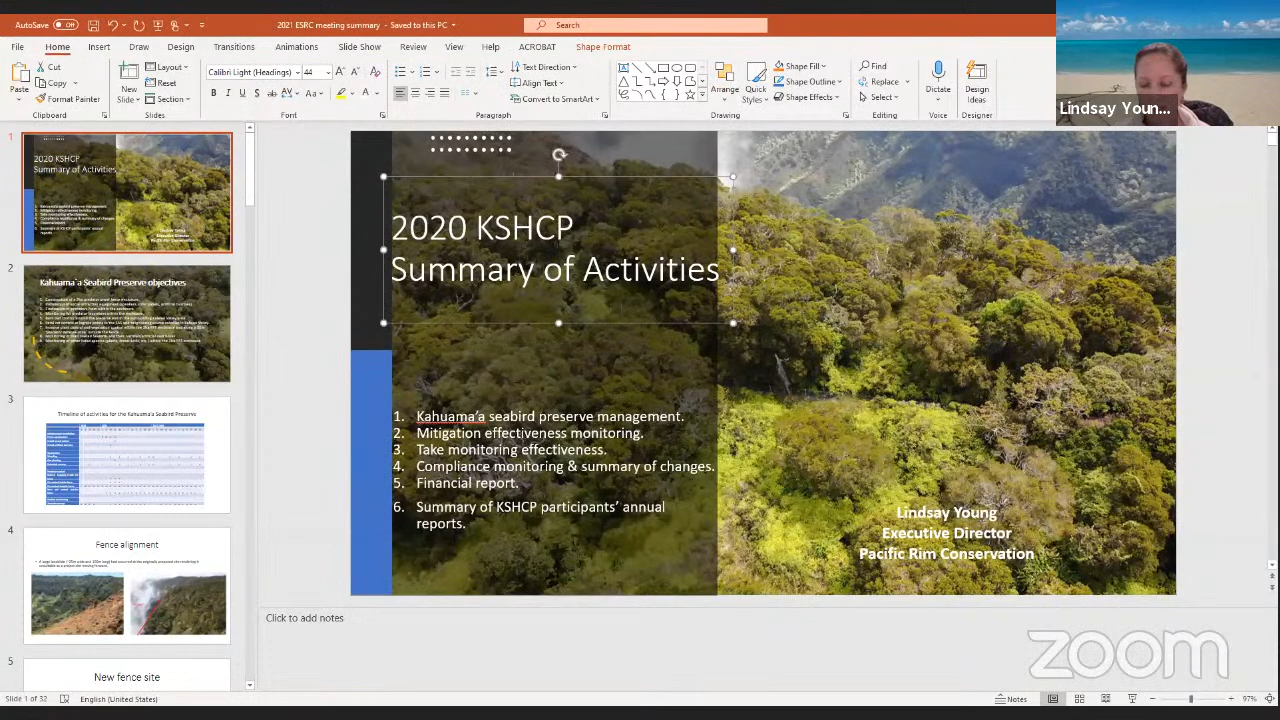 AutoSave Off
2021 ESRC meeting summary - Saved to this PC
Search
File Home Insert Draw Design Transitions Animations Slide Show Review View Help ACROBAT Shape Format
Paste
Cut
Copy
Format Painter
Clipboard
New Slide
Layout
Reset
Section
Slides
Calibri Light (Headings) 44
Font
Text Direction
Align Text
Convert to SmartArt
Paragraph
Arrange
Quick Styles
Shape Fill
Shape Outline
Shape Effects
Drawing
Find
Replace
Select
Editing
Dictate
Voice
Design Ideas
Designer
Lindsay Youn...
1
2020 KSHCP
Summary of Activities
2
Kahuama`a Seabird Preserve objectives
3
Timeline of activities for the Kahuama'a Seabird Preserve
4
Fence alignment
5
New fence site
2020 KSHCP
Summary of Activities
1. Kahuama'a seabird preserve management.
2. Mitigation effectiveness monitoring.
3. Take monitoring effectiveness.
4. Compliance monitoring & summary of changes.
5. Financial report.
6. Summary of KSHCP participants' annual
reports.
Lindsay Young
Executive Director
Pacific Rim Conservation
Click to add notes
zoom
Slide 1 of 32
English (United States)
Notes
97%